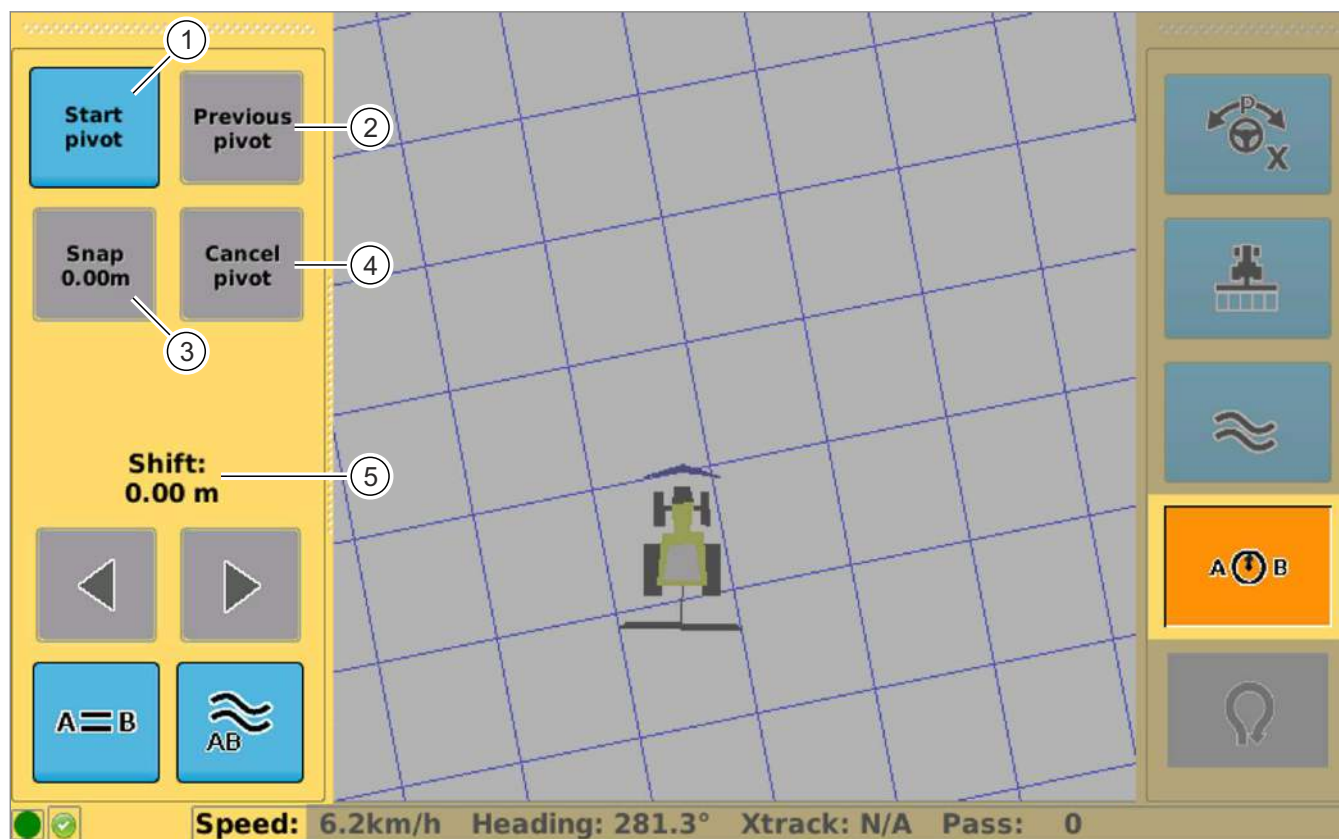 1
Start
pivot
Previous
pivot
2
Snap
0.00m
Cancel
pivot
4
3
Shift:
0.00 m
5
A B
AB
P
X
A B
Speed: 6.2km/h Heading: 281.3° Xtrack: N/A Pass: 0